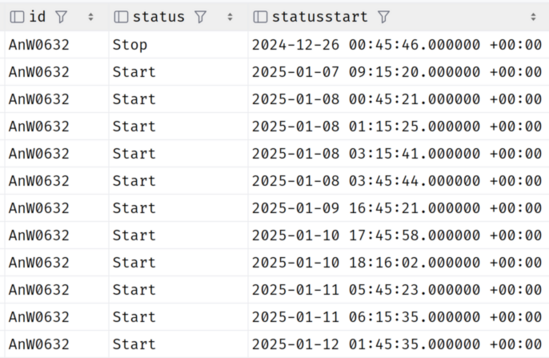 id status statusstart
AnW0632 Stop 2024-12-26 00:45:46.000000 +00:00
AnW0632 Start 2025-01-07 09:15:20.000000 +00:00
AnW0632 Start 2025-01-08 00:45:21.000000 +00:00
AnW0632 Start 2025-01-08 01:15:25.000000 +00:00
AnW0632 Start 2025-01-08 03:15:41.000000 +00:00
AnW0632 Start 2025-01-08 03:45:44.000000 +00:00
AnW0632 Start 2025-01-09 16:45:21.000000 +00:00
AnW0632 Start 2025-01-10 17:45:58.000000 +00:00
AnW0632 Start 2025-01-10 18:16:02.000000 +00:00
AnW0632 Start 2025-01-11 05:45:23.000000 +00:00
AnW0632 Start 2025-01-11 06:15:35.000000 +00:00
AnW0632 Start 2025-01-12 01:45:35.000000 +00:00